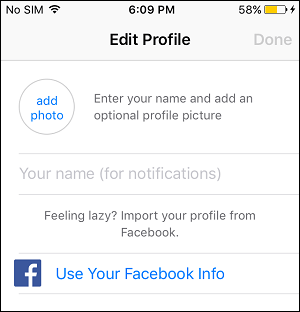 No SIM 6:09 PM 58%
Edit Profile Done
add
photo
Enter your name and add an
optional profile picture
Your name (for notifications)
Feeling lazy? Import your profile from
Facebook.
f Use Your Facebook Info